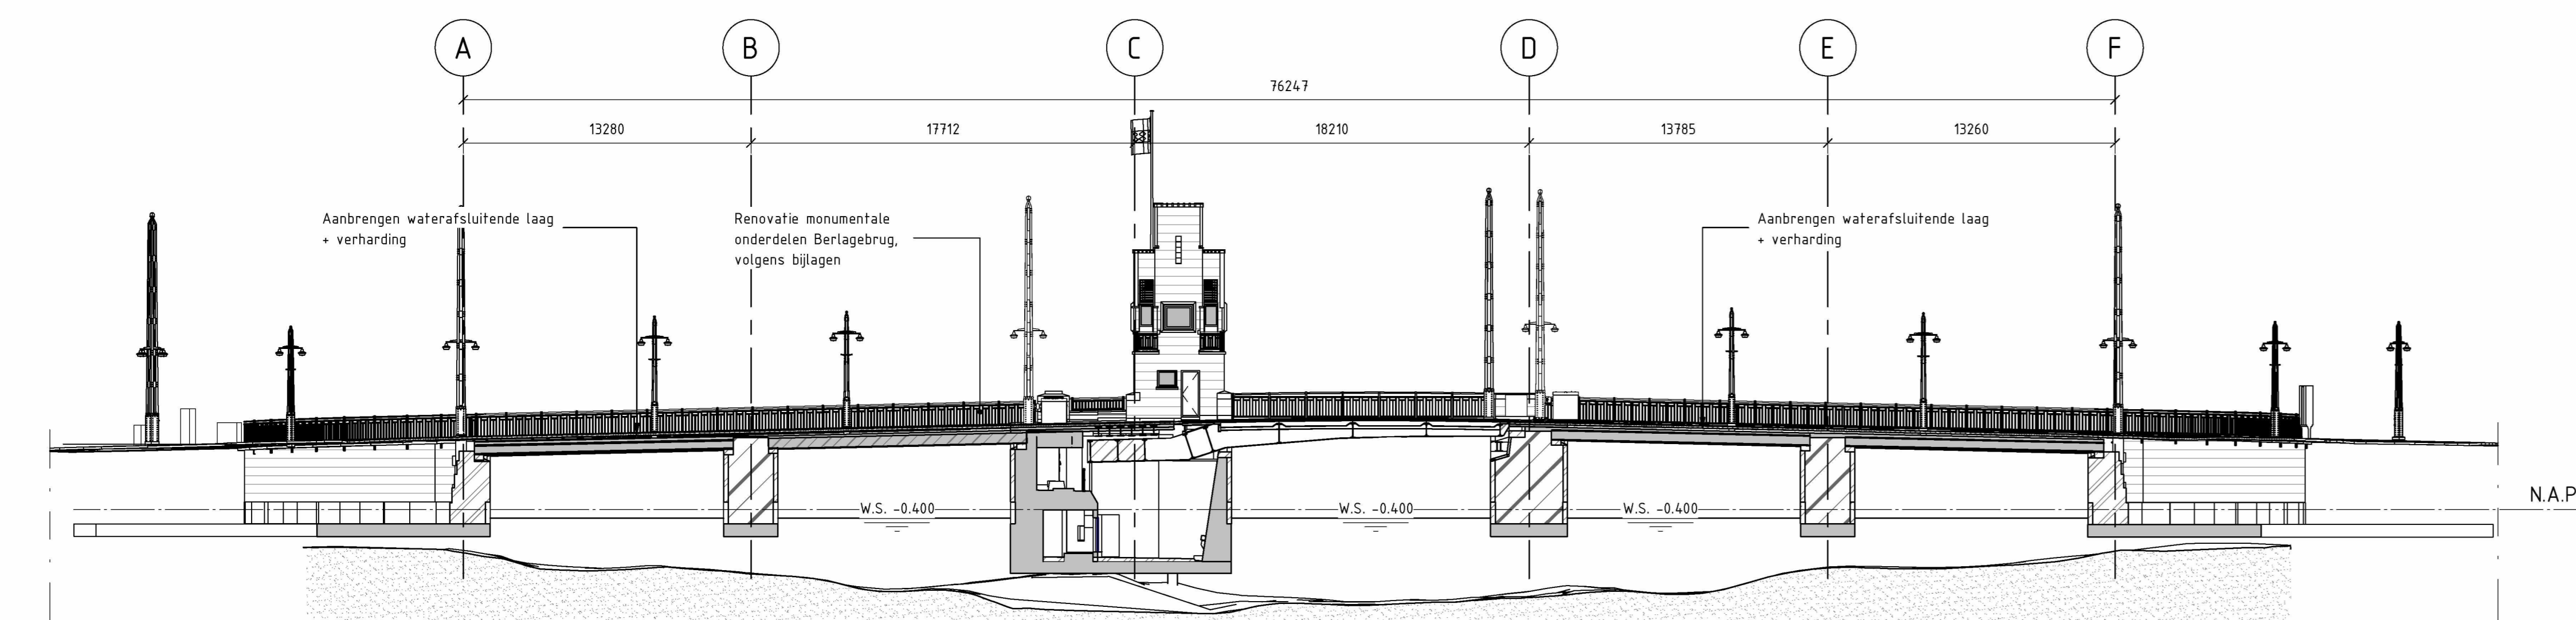 A
B
C
D
E
F
76247
13280
17712
18210
13785
13260
Aanbrengen waterafsluitende laag
+ verharding
Renovatie monumentale
onderdelen Berlagebrug,
volgens bijlagen
Aanbrengen waterafsluitende laag
+ verharding
W.S. -0.400
W.S. -0.400
W.S. -0.400
N.A.P